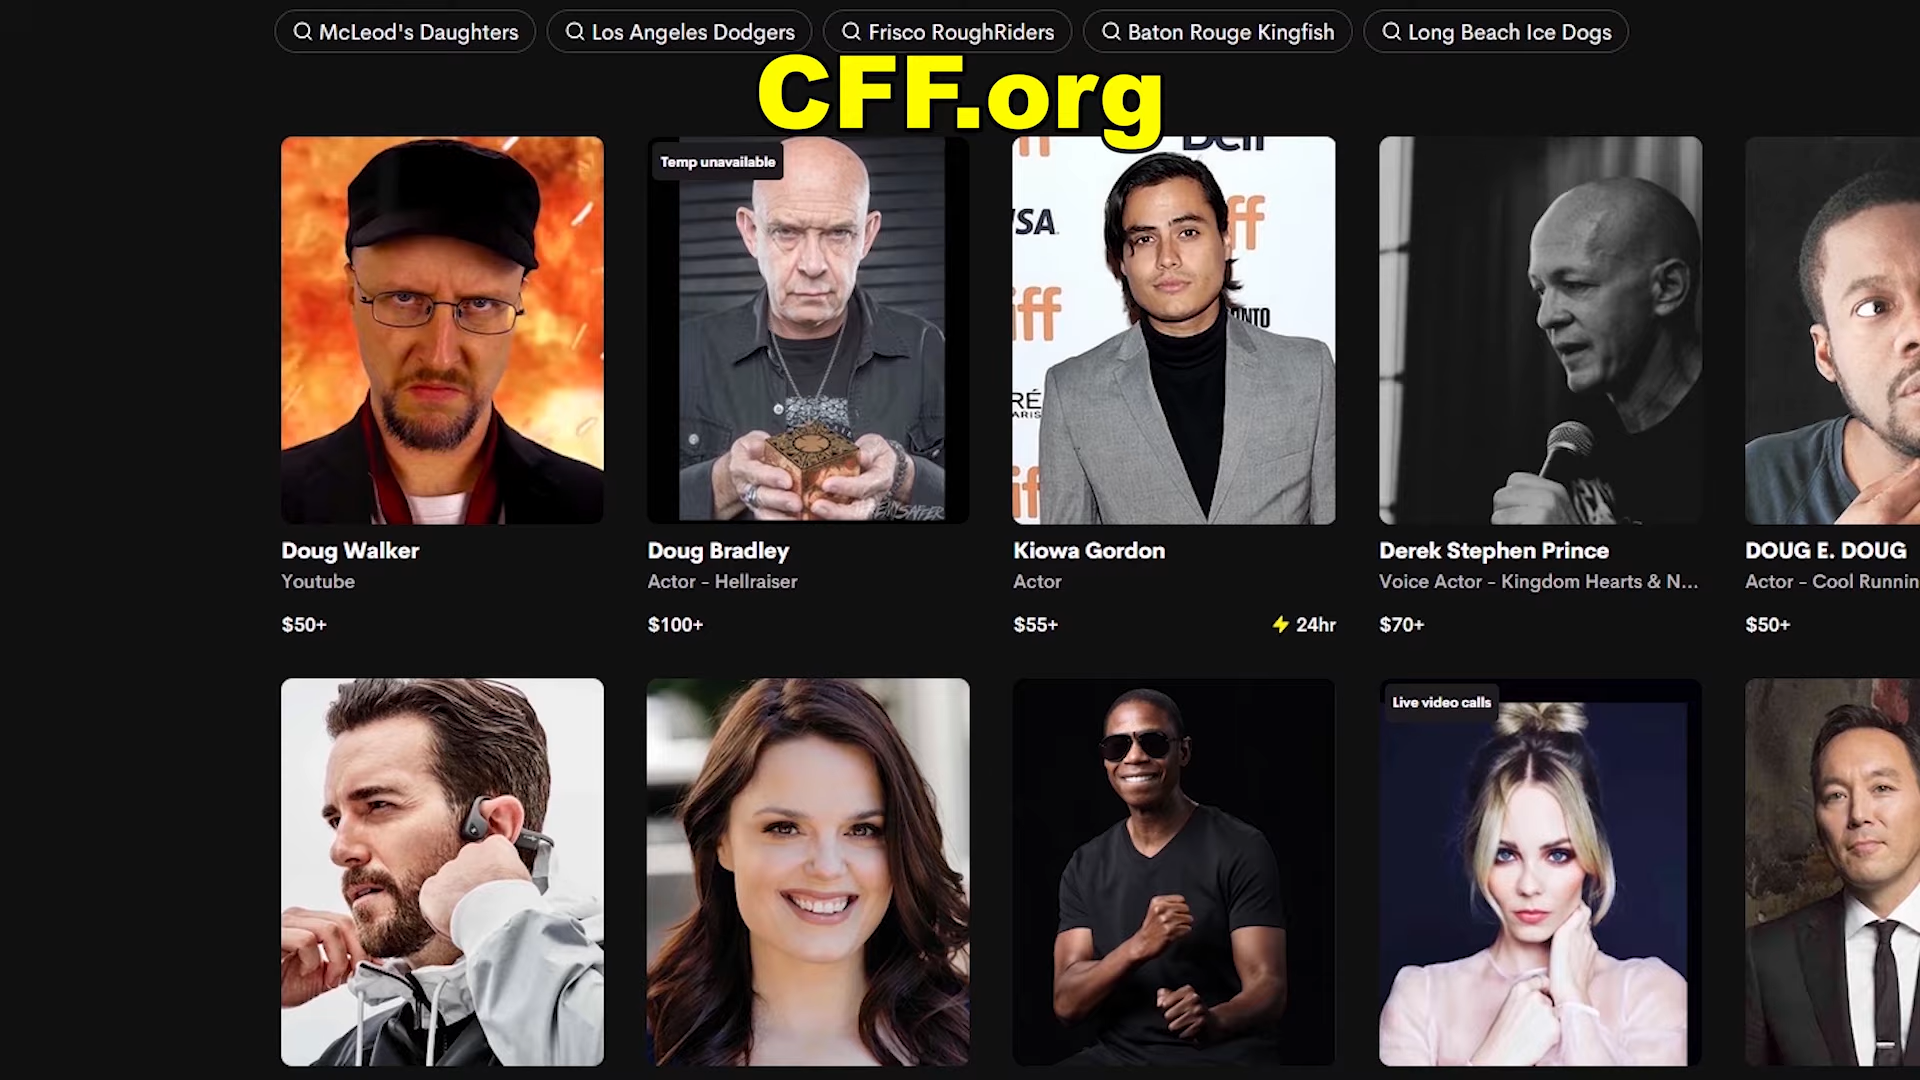 McLeod's Daughters
Los Angeles Dodgers
Frisco RoughRiders
Baton Rouge Kingfish
Long Beach Ice Dogs
CFF.org
Temp unavailable
Doug Walker
Youtube
$50+
Doug Bradley
Actor - Hellraiser
$100+
Kiowa Gordon
Actor
$55+
24hr
Derek Stephen Prince
Voice Actor - Kingdom Hearts & N...
$70+
DOUG E. DOUG
Actor - Cool Runnin
$50+
Live video calls